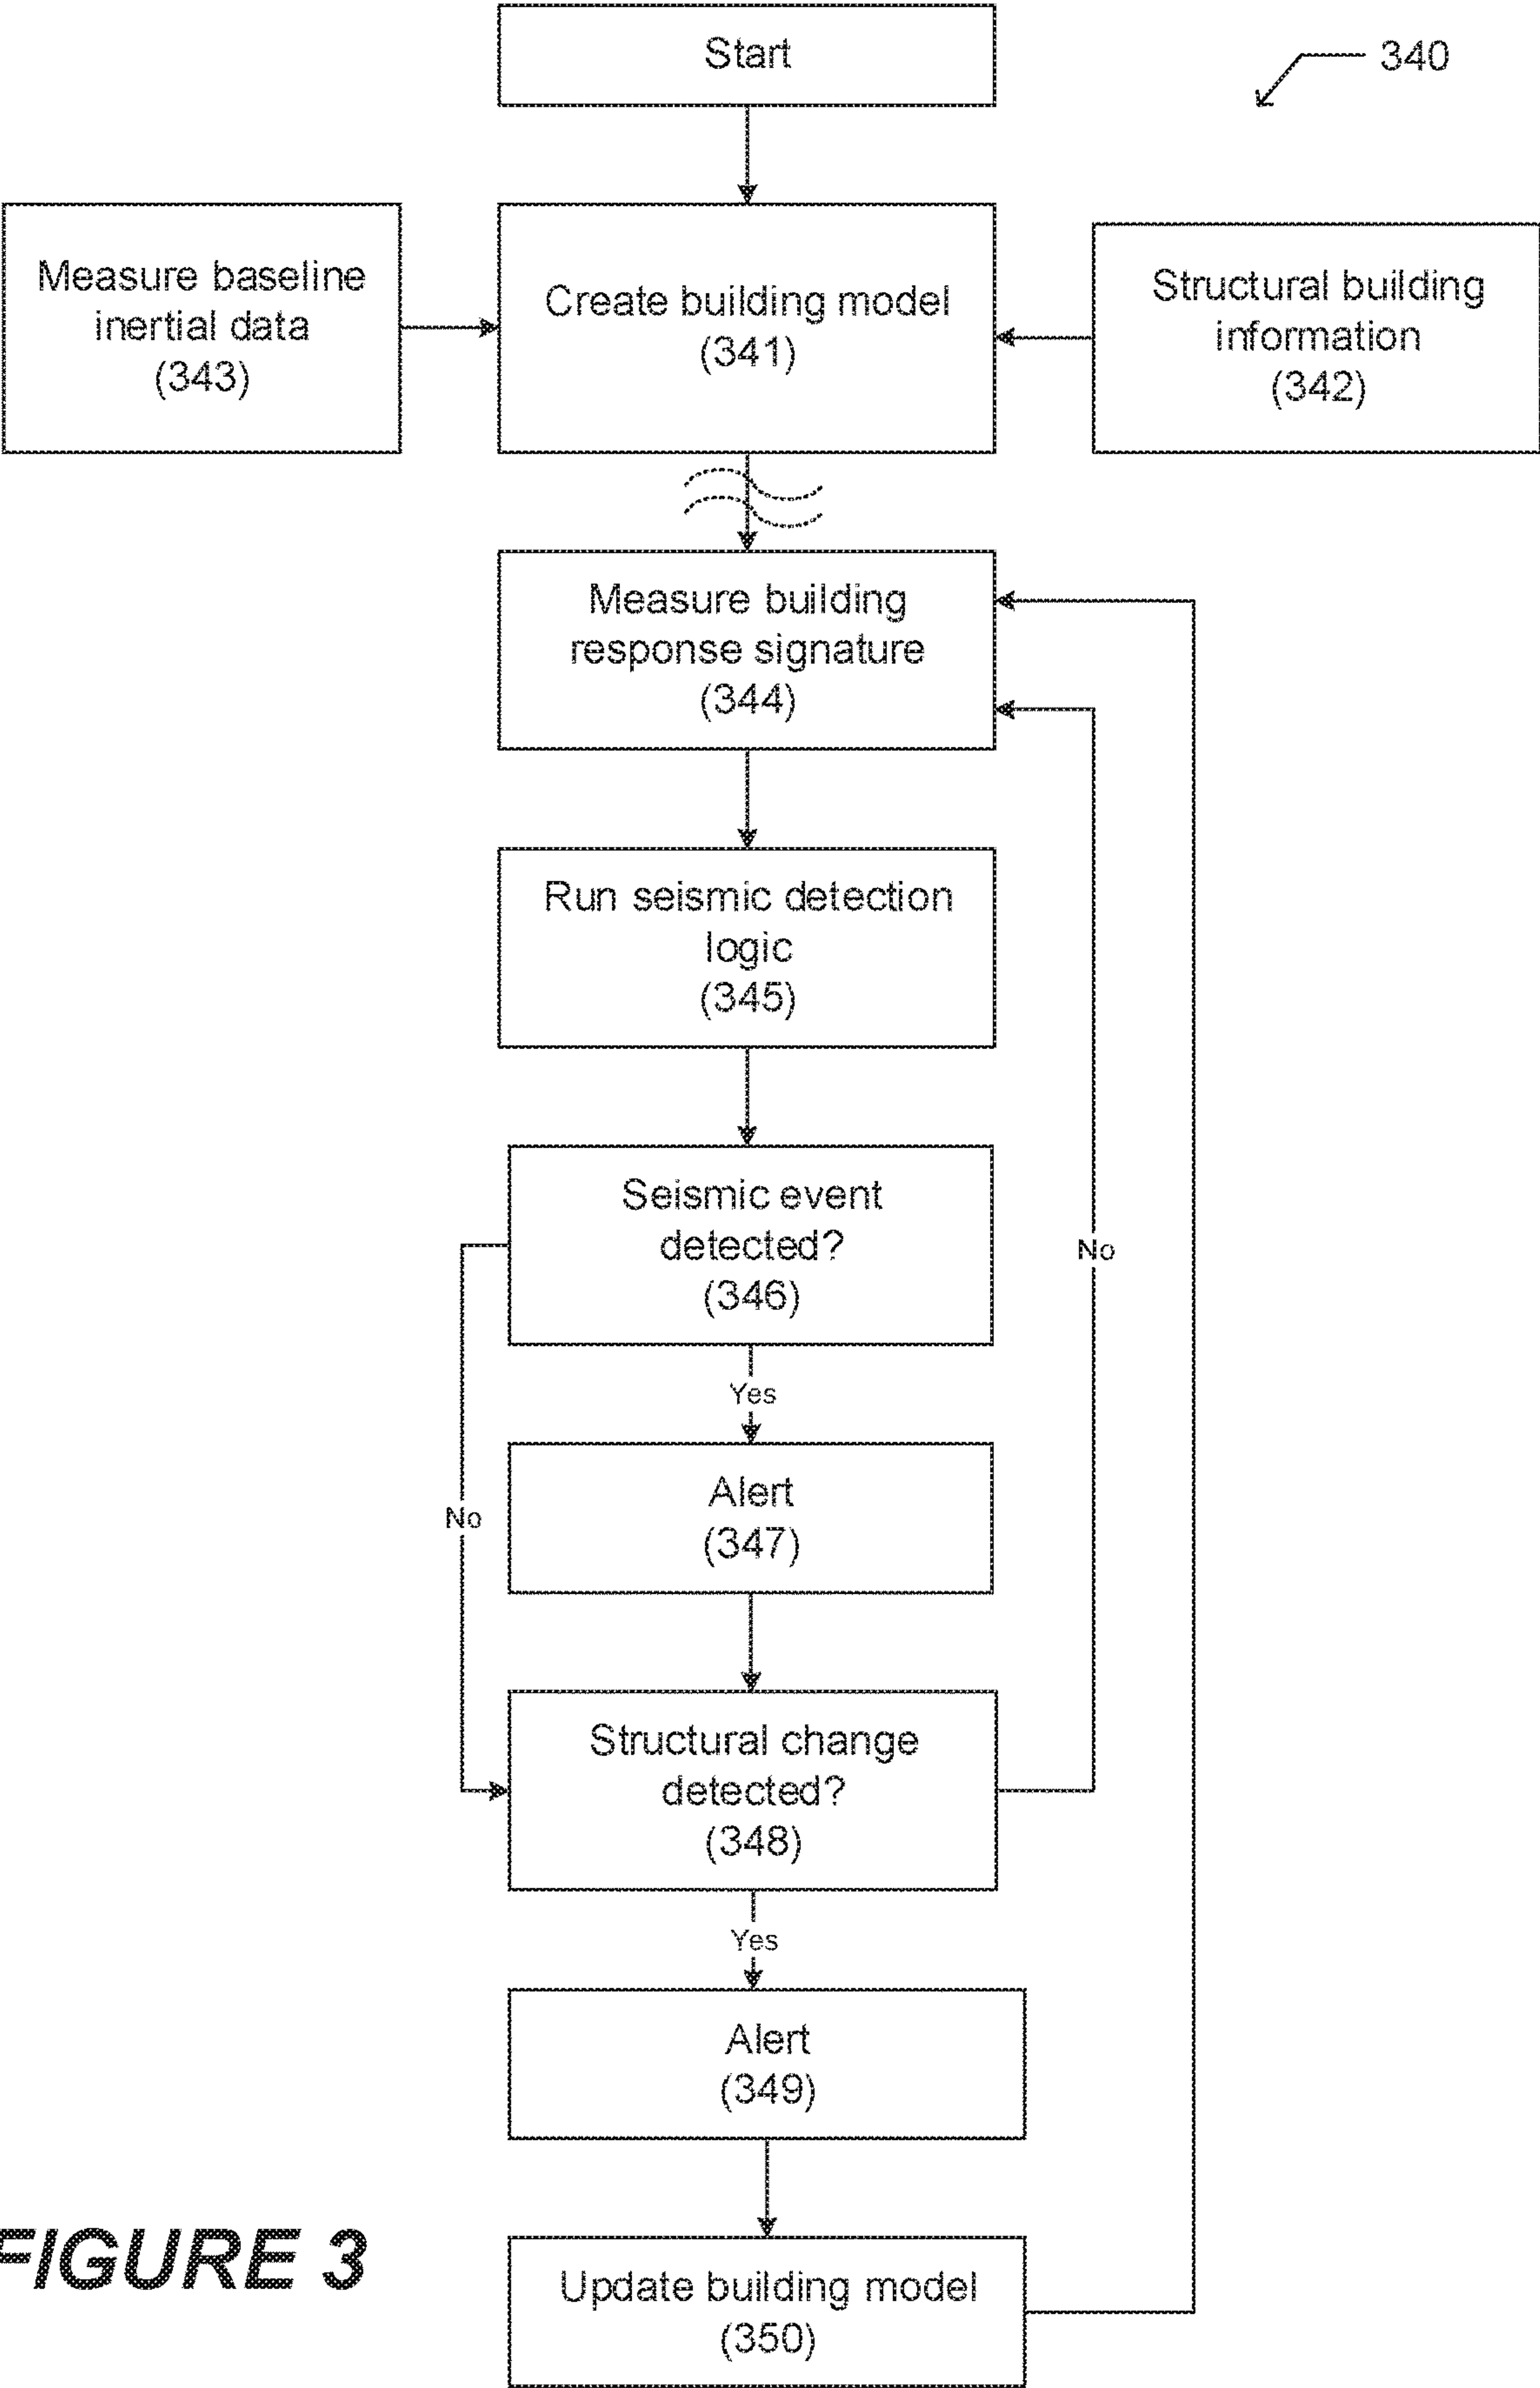 Start
340
Measure baseline
inertial data
(343)
Create building model
(341)
Structural building
information
(342)
Measure building
response signature
(344)
Run seismic detection
logic
(345)
Seismic event
detected?
(346)
No
Yes
Alert
(347)
No
Structural change
detected?
(348)
Yes
Alert
(349)
Update building model
(350)
FIGURE 3